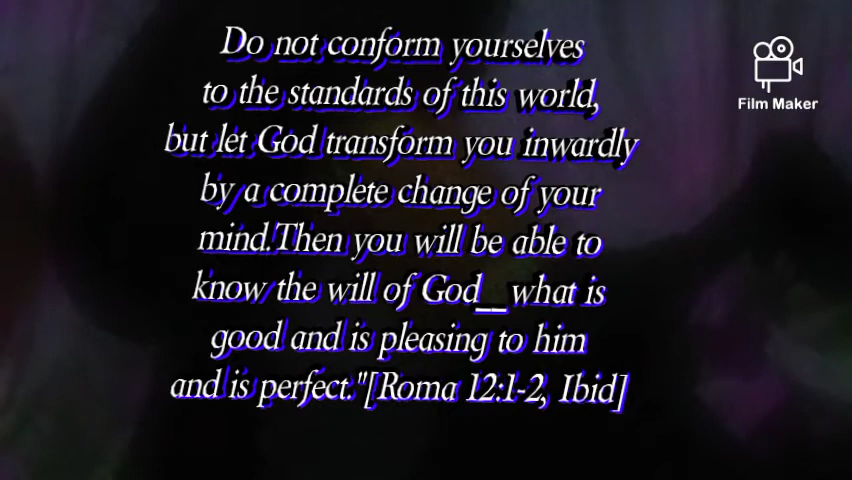 Do not conform yourselves
to the standards of this world,
but let God transform you inwardly
by a complete change of your
mind.Then you will be able to
know the will of God__what is
good and is pleasing to him
and is perfect."[Roma 12:1-2, Ibid]
Film Maker